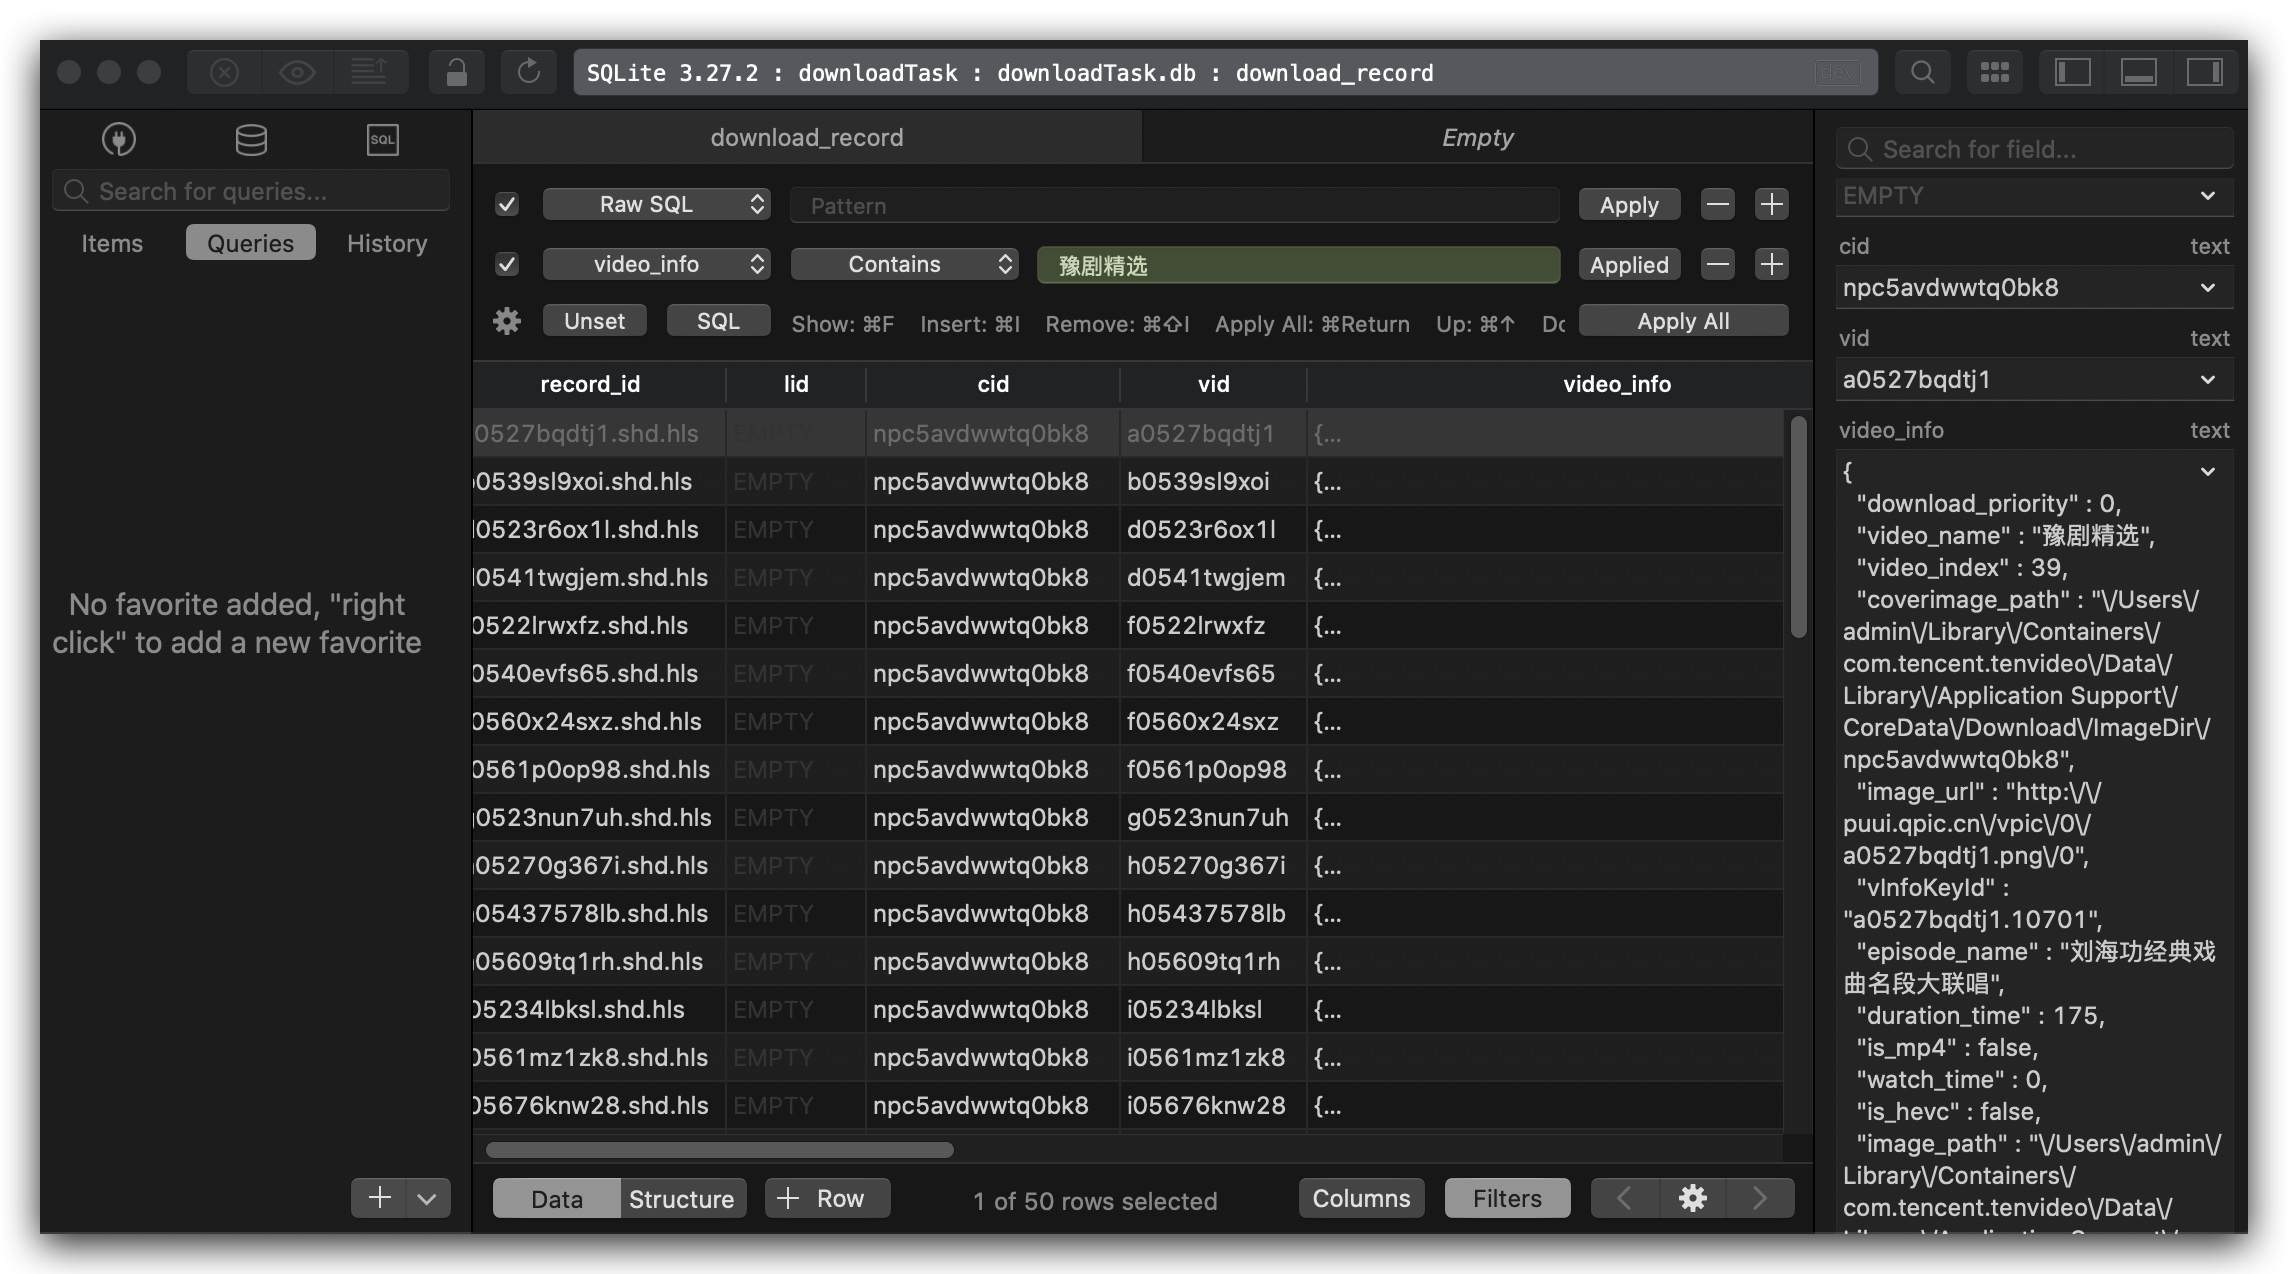 SQLite 3.27.2 : downloadTask : downloadTask.db : download_record
dev
SQL
Search for queries...
Items Queries History
No favorite added, "right
click" to add a new favorite
download_record Empty
Raw SQL Pattern Apply
video_info Contains 豫剧精选 Applied
Unset SQL Show: ⌘F Insert: ⌘I Remove: ⌘⇧I Apply All: ⌘Return Up: ⌘↑ Apply All
record_id lid cid vid video_info
0527bqdtj1.shd.hls EMPTY npc5avdwwtq0bk8 a0527bqdtj1 {...
0539sl9xoi.shd.hls EMPTY npc5avdwwtq0bk8 b0539sl9xoi {...
0523r6ox1l.shd.hls EMPTY npc5avdwwtq0bk8 d0523r6ox1l {...
0541twgjem.shd.hls EMPTY npc5avdwwtq0bk8 d0541twgjem {...
0522lrwxfz.shd.hls EMPTY npc5avdwwtq0bk8 f0522lrwxfz {...
0540evfs65.shd.hls EMPTY npc5avdwwtq0bk8 f0540evfs65 {...
0560x24sxz.shd.hls EMPTY npc5avdwwtq0bk8 f0560x24sxz {...
0561p0op98.shd.hls EMPTY npc5avdwwtq0bk8 f0561p0op98 {...
0523nun7uh.shd.hls EMPTY npc5avdwwtq0bk8 g0523nun7uh {...
05270g367i.shd.hls EMPTY npc5avdwwtq0bk8 h05270g367i {...
05437578lb.shd.hls EMPTY npc5avdwwtq0bk8 h05437578lb {...
05609tq1rh.shd.hls EMPTY npc5avdwwtq0bk8 h05609tq1rh {...
05234lbksl.shd.hls EMPTY npc5avdwwtq0bk8 i05234lbksl {...
0561mz1zk8.shd.hls EMPTY npc5avdwwtq0bk8 i0561mz1zk8 {...
05676knw28.shd.hls EMPTY npc5avdwwtq0bk8 i05676knw28 {...
Data Structure + Row 1 of 50 rows selected Columns Filters
Search for field...
EMPTY
cid text
npc5avdwwtq0bk8
vid text
a0527bqdtj1
video_info text
{
"download_priority" : 0,
"video_name" : "豫剧精选",
"video_index" : 39,
"coverimage_path" : "\/Users\/
admin\/Library\/Containers\/
com.tencent.tenvideo\/Data\/
Library\/Application Support\/
CoreData\/Download\/ImageDir\/
npc5avdwwtq0bk8",
"image_url" : "http:\/\/
puui.qpic.cn\/vpic\/0\/
a0527bqdtj1.png\/0",
"vInfoKeyId" :
"a0527bqdtj1.10701",
"episode_name" : "刘海功经典戏
曲名段大联唱",
"duration_time" : 175,
"is_mp4" : false,
"watch_time" : 0,
"is_hevc" : false,
"image_path" : "\/Users\/admin\/
Library\/Containers\/
com.tencent.tenvideo\/Data\/